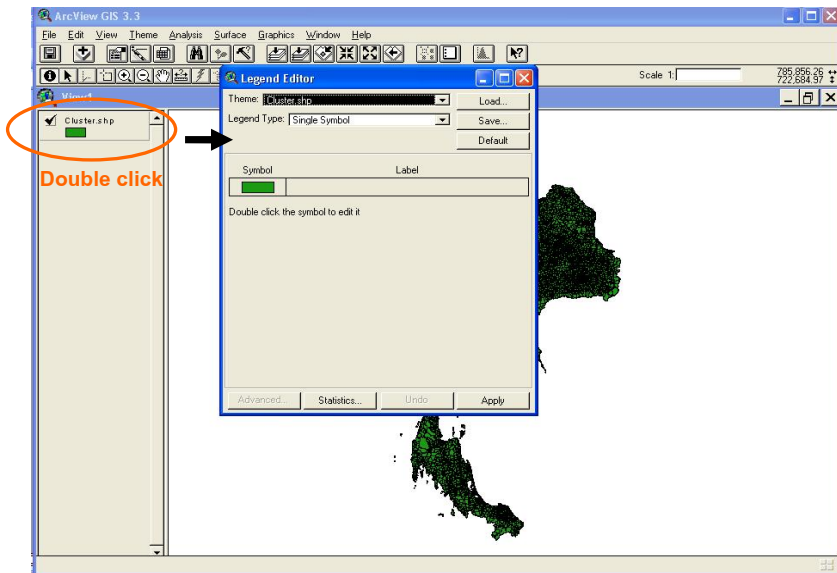 ArcView GIS 3.3
File Edit View Theme Analysis Surface Graphics Window Help
Scale 1:
785,856.26
722,684.97
View1
Cluster.shp
Double click
Legend Editor
Theme: Cluster.shp
Load...
Legend Type: Single Symbol
Save...
Default
Symbol Label
Double click the symbol to edit it
Advanced... Statistics... Undo Apply